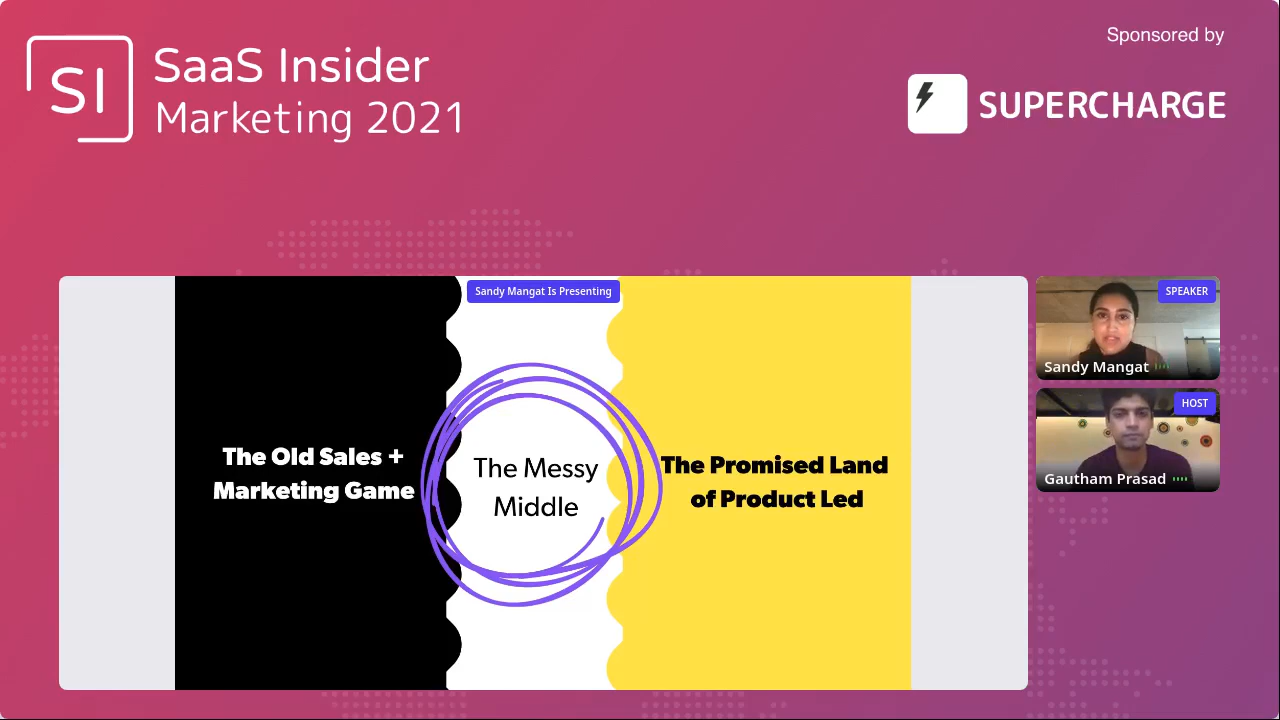 SI
SaaS Insider
Marketing 2021
Sponsored by
SUPERCHARGE
Sandy Mangat Is Presenting
The Old Sales +
Marketing Game
The Messy
Middle
The Promised Land
of Product Led
SPEAKER
Sandy Mangat
HOST
Gautham Prasad